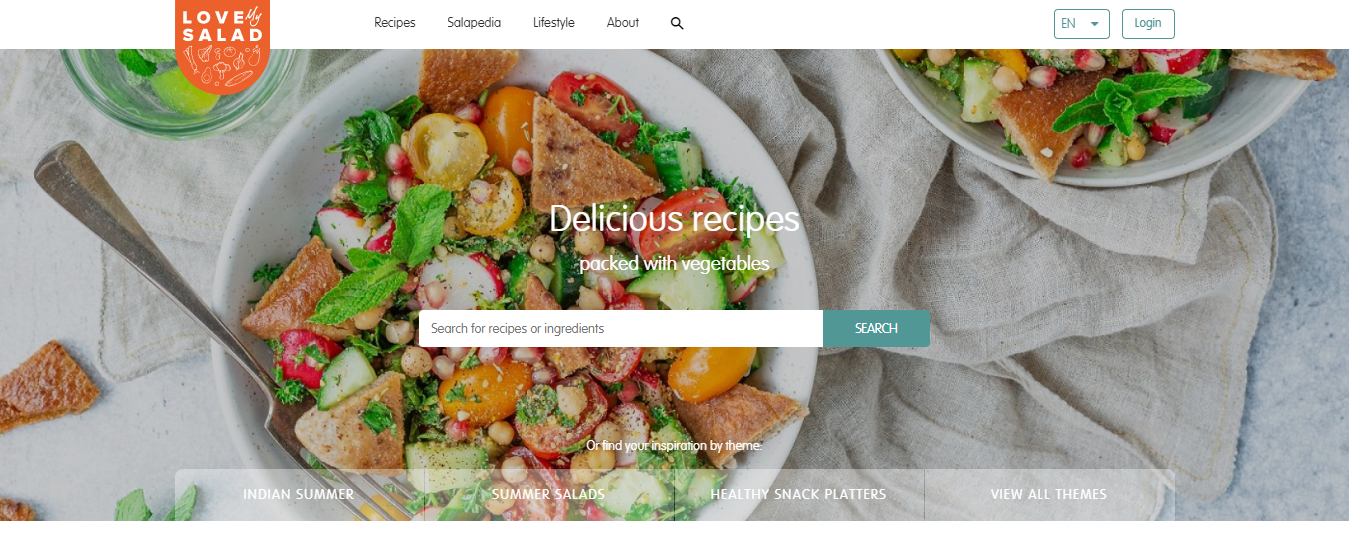 LOVE My
SALAD
Recipes
Salapedia
Lifestyle
About
EN
Login
Delicious recipes
packed with vegetables
Search for recipes or ingredients
SEARCH
Or find your inspiration by theme:
INDIAN SUMMER
SUMMER SALADS
HEALTHY SNACK PLATTERS
VIEW ALL THEMES